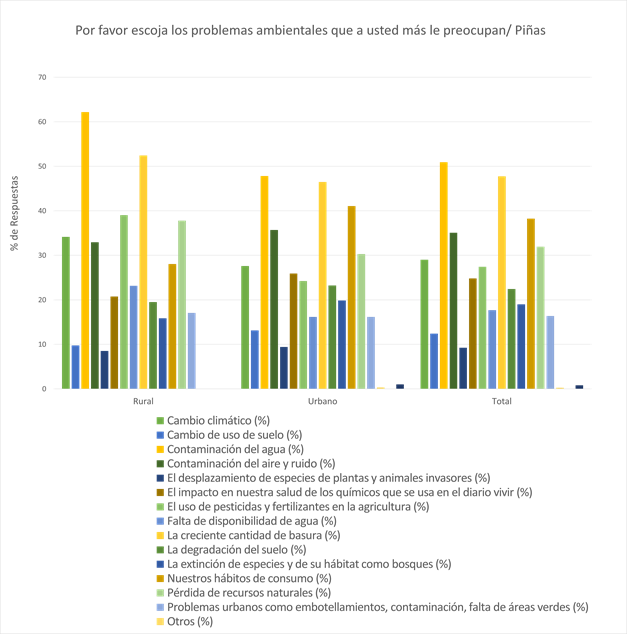 Por favor escoja los problemas ambientales que a usted más le preocupan/ Piñas
% de Respuestas
70
60
50
40
30
20
10
0
Rural
Urbano
Total
Cambio climático (%)
Cambio de uso de suelo (%)
Contaminación del agua (%)
Contaminación del aire y ruido (%)
El desplazamiento de especies de plantas y animales invasores (%)
El impacto en nuestra salud de los químicos que se usa en el diario vivir (%)
El uso de pesticidas y fertilizantes en la agricultura (%)
Falta de disponibilidad de agua (%)
La creciente cantidad de basura (%)
La degradación del suelo (%)
La extinción de especies y de su hábitat como bosques (%)
Nuestros hábitos de consumo (%)
Pérdida de recursos naturales (%)
Problemas urbanos como embotellamientos, contaminación, falta de áreas verdes (%)
Otros (%)